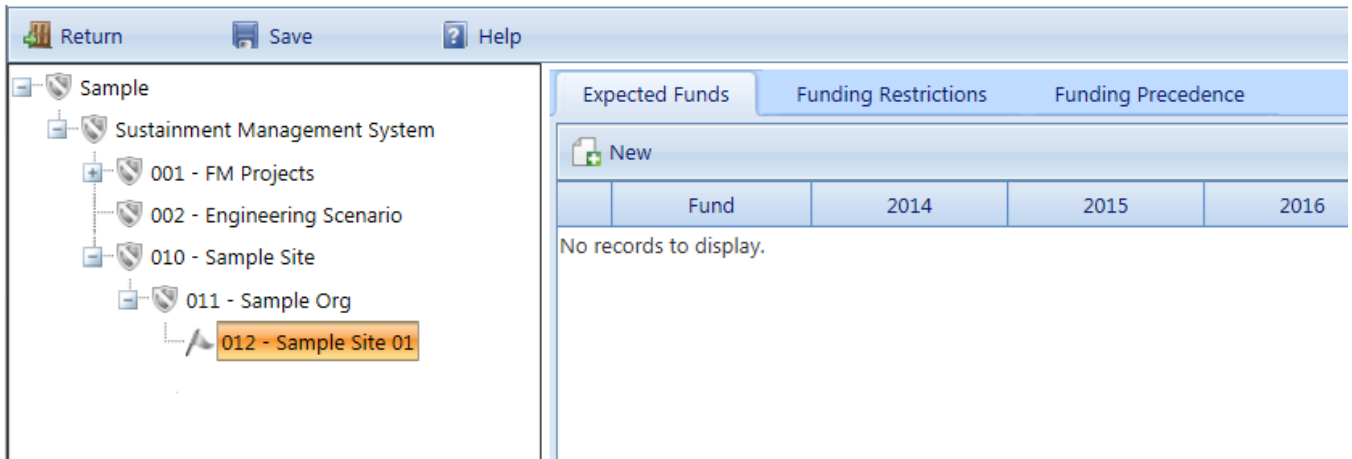 Return Save Help
Sample
Sustainment Management System
001 - FM Projects
002 - Engineering Scenario
010 - Sample Site
011 - Sample Org
012 - Sample Site 01
Expected Funds Funding Restrictions Funding Precedence
New
Fund 2014 2015 2016
No records to display.